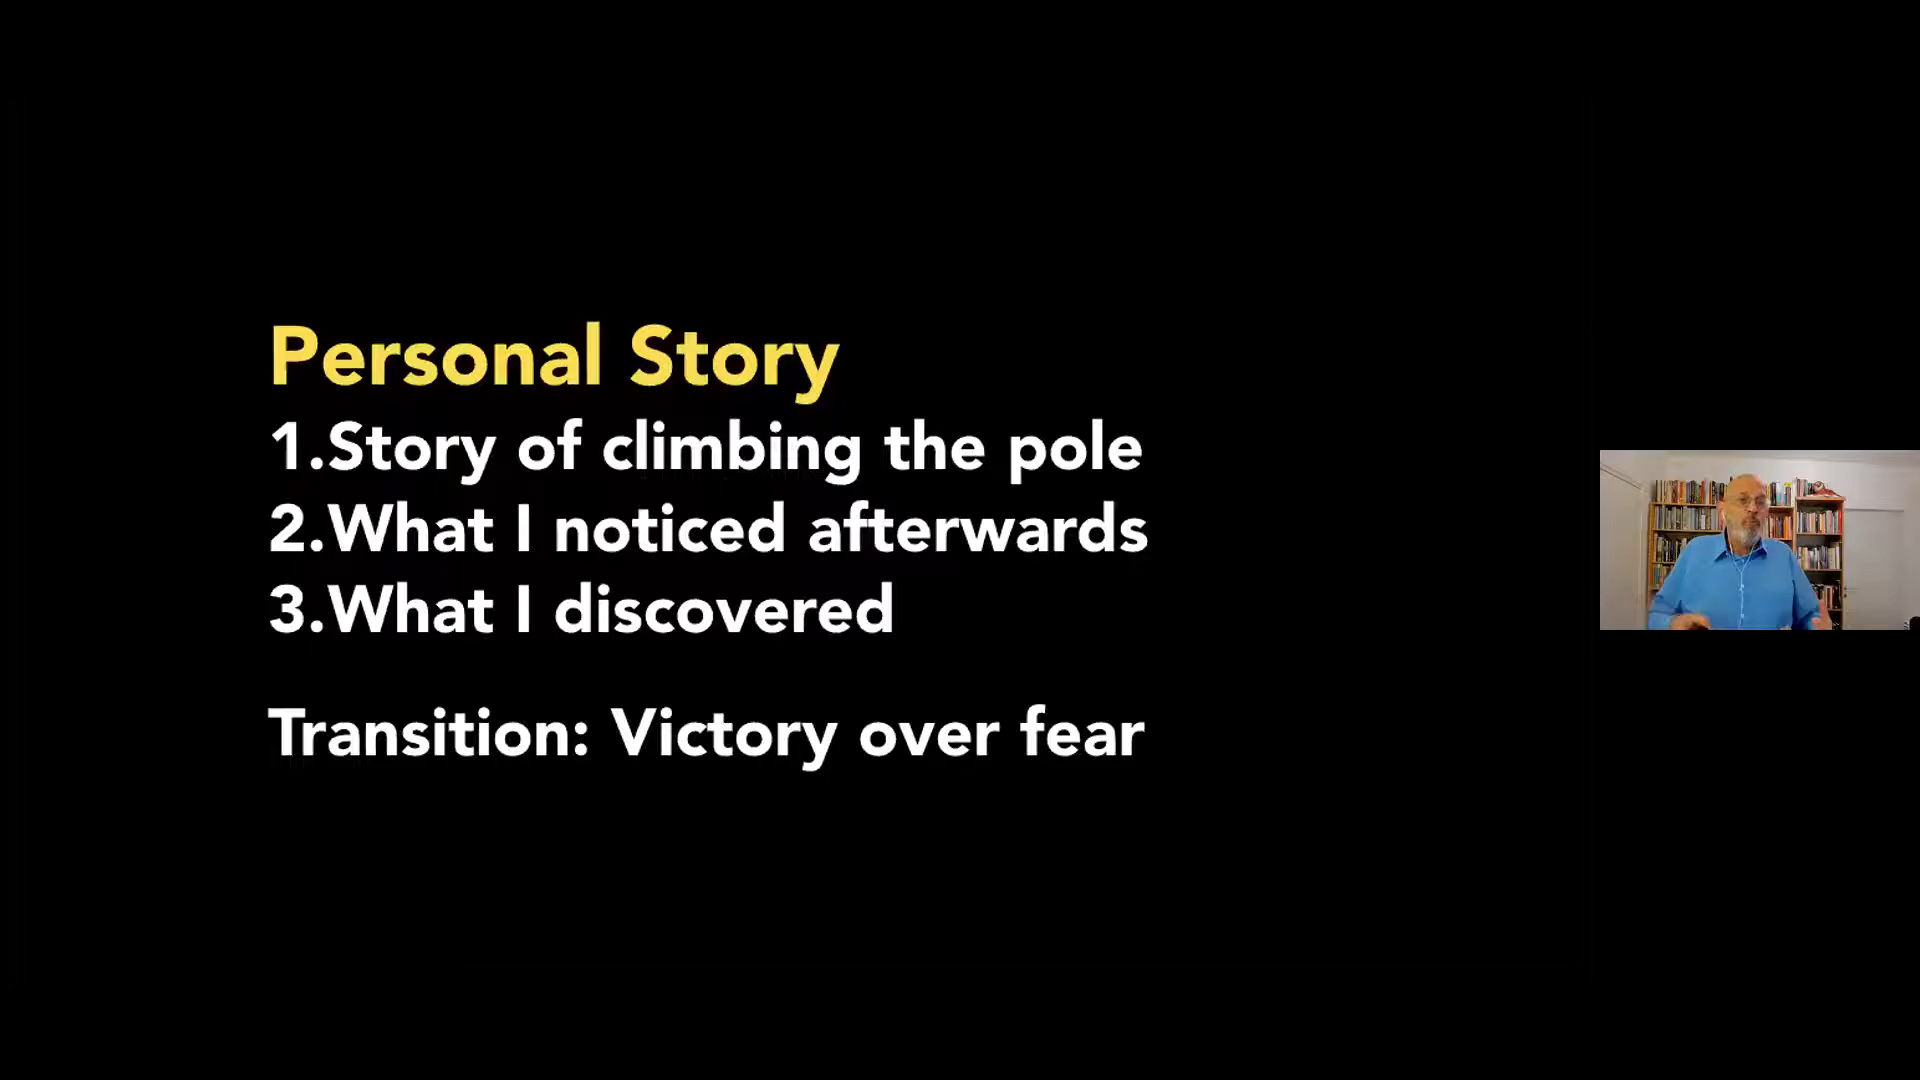 Personal Story
1.Story of climbing the pole
2.What I noticed afterwards
3.What I discovered
Transition: Victory over fear